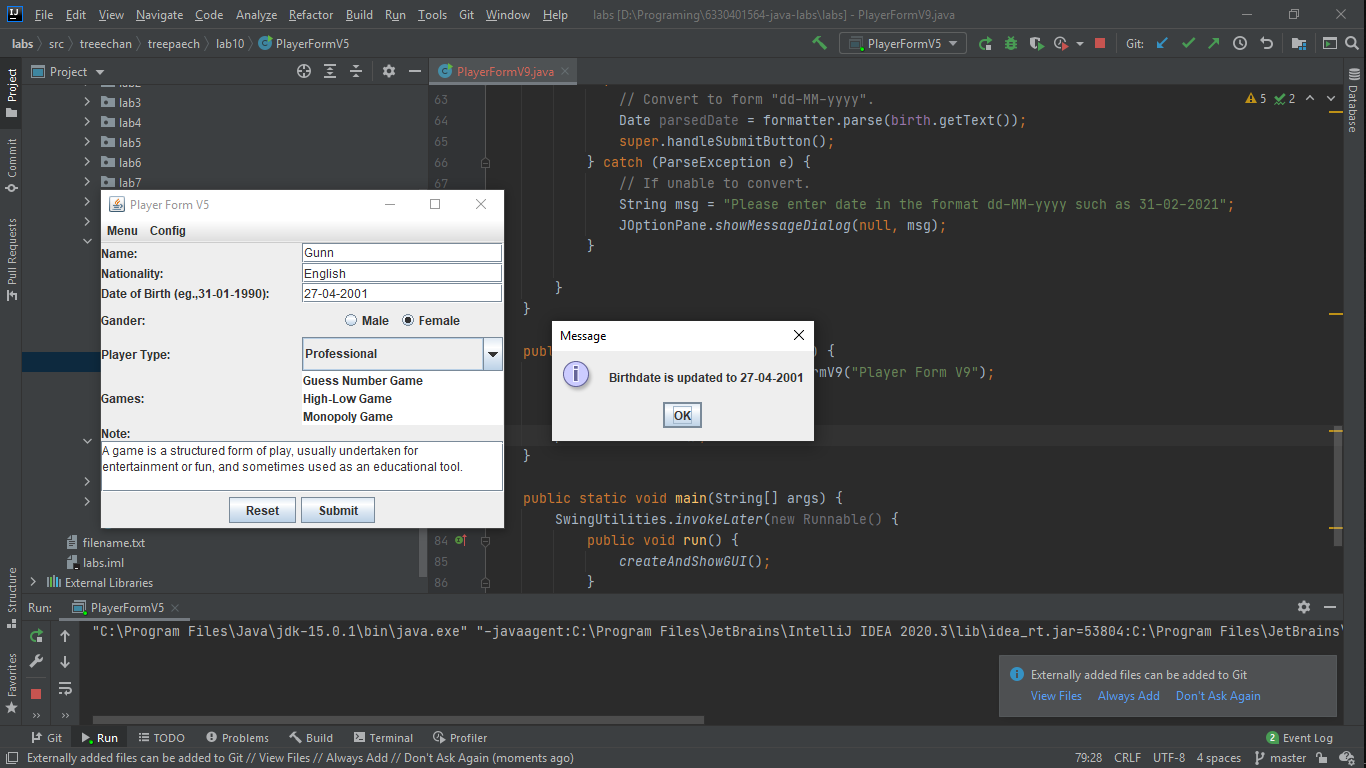 File Edit View Navigate Code Analyze Refactor Build Run Tools Git Window Help labs [D:\Programing\6330401564-java-labs\labs] - PlayerFormV9.java
labs src treeechan treepaech lab10 PlayerFormV5 PlayerFormV5 Git:
Project
PlayerFormV9.java
lab3
lab4
lab5
lab6
lab7
filename.txt
labs.iml
External Libraries
Project
Commit
Pull Requests
Structure
Favorites
Database
5 2
63 // Convert to form "dd-MM-yyyy".
64 Date parsedDate = formatter.parse(birth.getText());
65 super.handleSubmitButton();
66 } catch (ParseException e) {
67 // If unable to convert.
String msg = "Please enter date in the format dd-MM-yyyy such as 31-02-2021";
JOptionPane.showMessageDialog(null, msg);
}
}
}
) {
V9("Player Form V9");
}
public static void main(String[] args) {
SwingUtilities.invokeLater(new Runnable() {
84 public void run() {
85 createAndShowGUI();
86 }
Player Form V5
Menu Config
Name: Gunn
Nationality: English
Date of Birth (eg.,31-01-1990): 27-04-2001
Gander: Male Female
Player Type: Professional
Games:
Guess Number Game
High-Low Game
Monopoly Game
Note:
A game is a structured form of play, usually undertaken for
entertainment or fun, and sometimes used as an educational tool.
Reset Submit
Message
Birthdate is updated to 27-04-2001
OK
Run: PlayerFormV5
"C:\Program Files\Java\jdk-15.0.1\bin\java.exe" "-javaagent:C:\Program Files\JetBrains\IntelliJ IDEA 2020.3\lib\idea_rt.jar=53804:C:\Program Files\JetBrains\
Externally added files can be added to Git
View Files Always Add Don't Ask Again
Git Run TODO Problems Build Terminal Profiler 2 Event Log
Externally added files can be added to Git // View Files // Always Add // Don't Ask Again (moments ago) 79:28 CRLF UTF-8 4 spaces master